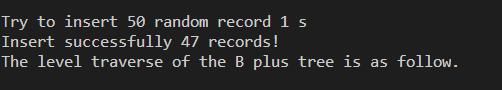 Try to insert 50 random record 1 s
Insert successfully 47 records!
The level traverse of the B plus tree is as follow.